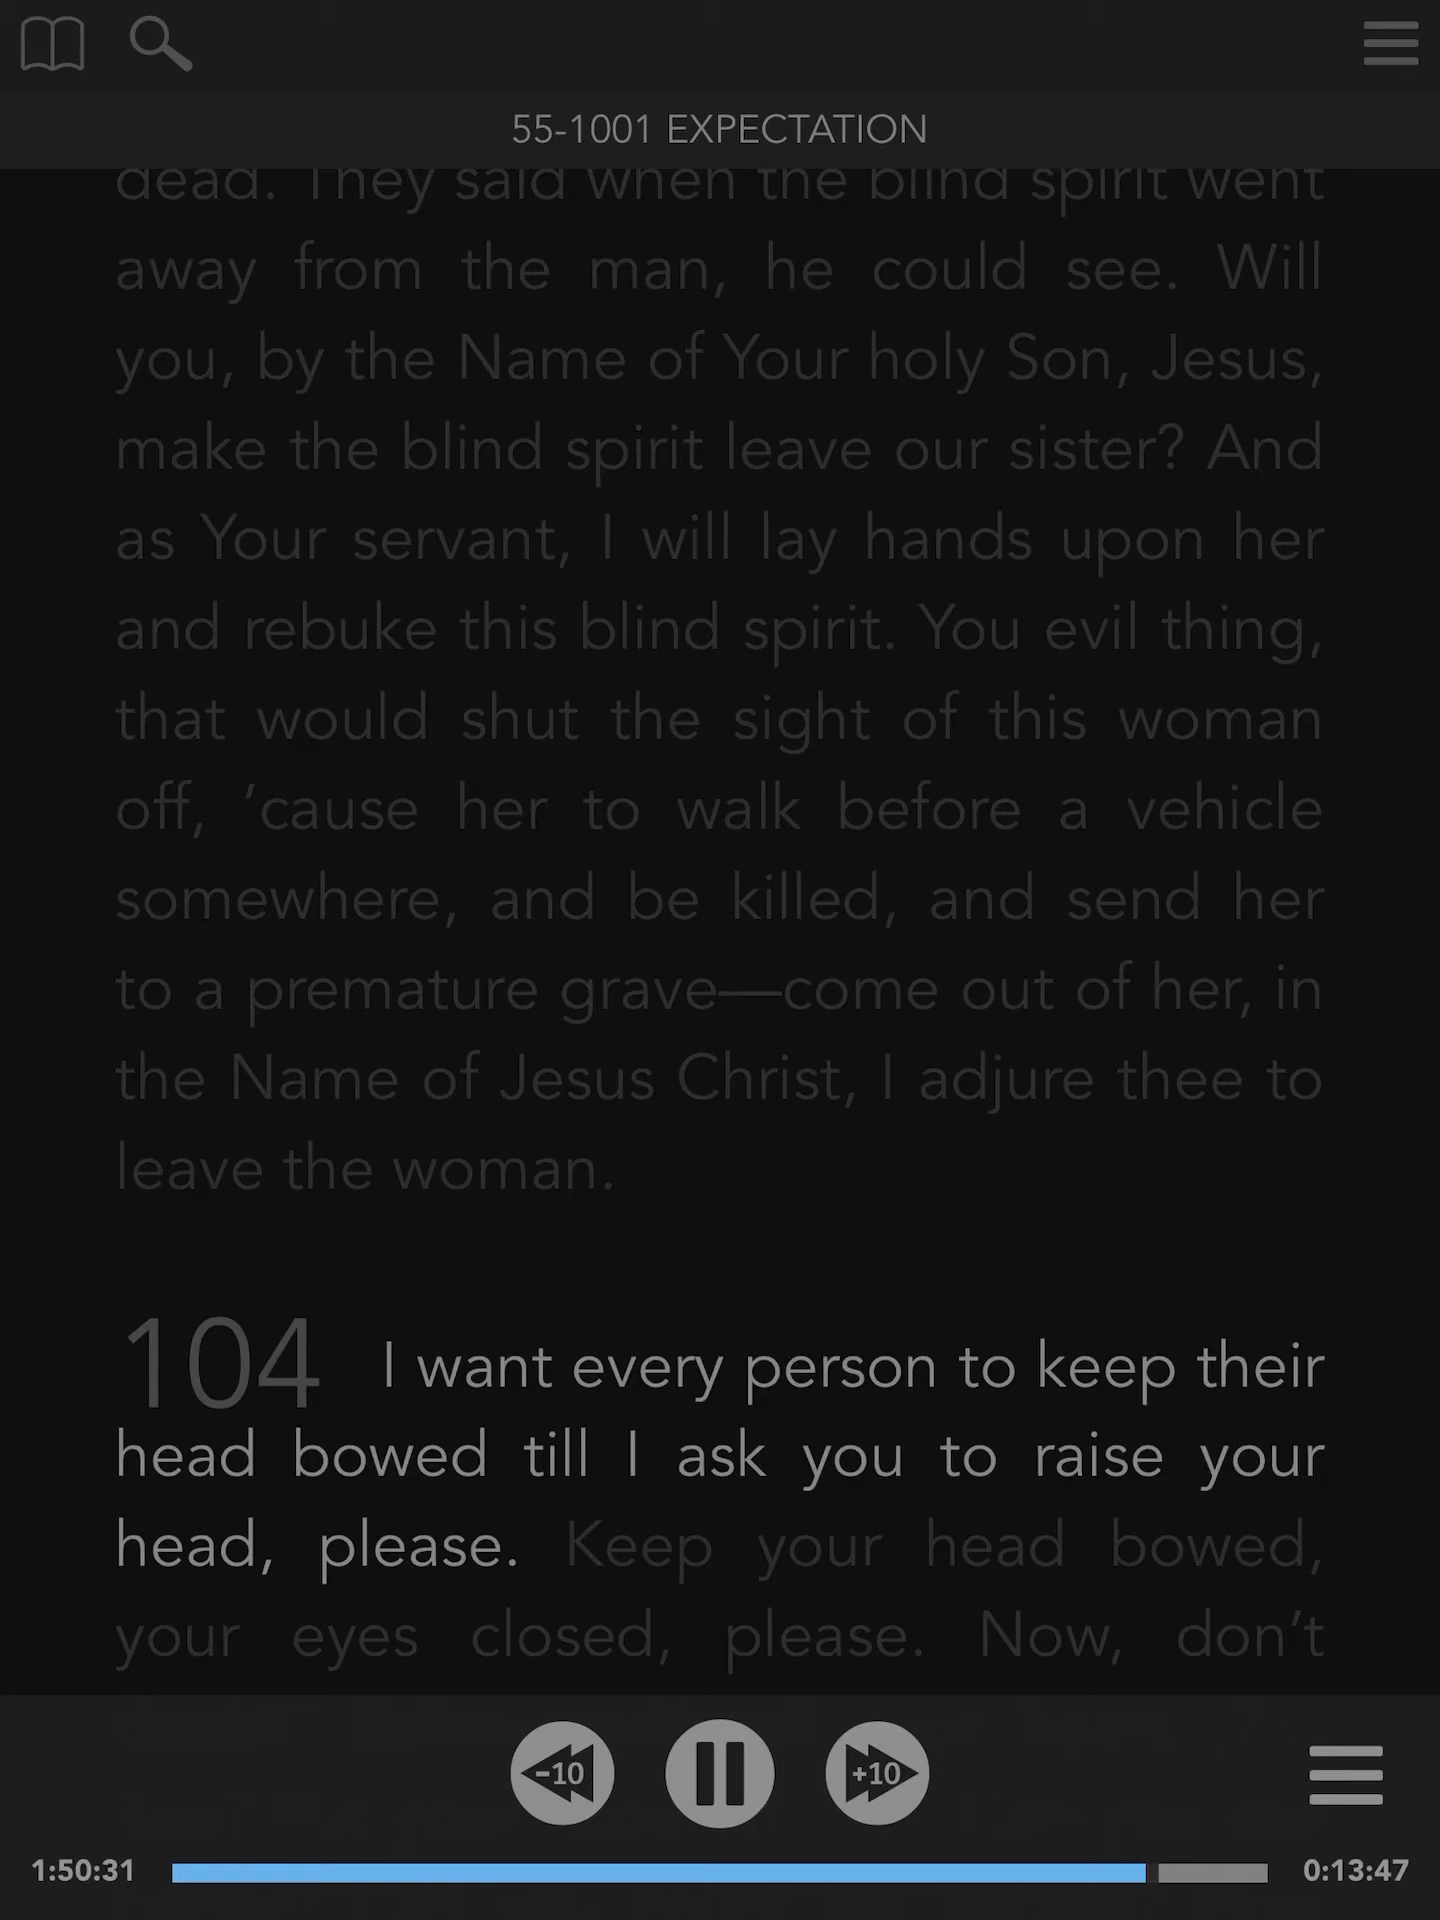 55-1001 EXPECTATION
dead. They said when the blind spirit went
away from the man, he could see. Will
you, by the Name of Your holy Son, Jesus,
make the blind spirit leave our sister? And
as Your servant, I will lay hands upon her
and rebuke this blind spirit. You evil thing,
that would shut the sight of this woman
off, ’cause her to walk before a vehicle
somewhere, and be killed, and send her
to a premature grave—come out of her, in
the Name of Jesus Christ, I adjure thee to
leave the woman.
104 I want every person to keep their
head bowed till I ask you to raise your
head, please. Keep your head bowed,
your eyes closed, please. Now, don’t
-10 +10
1:50:31 0:13:47